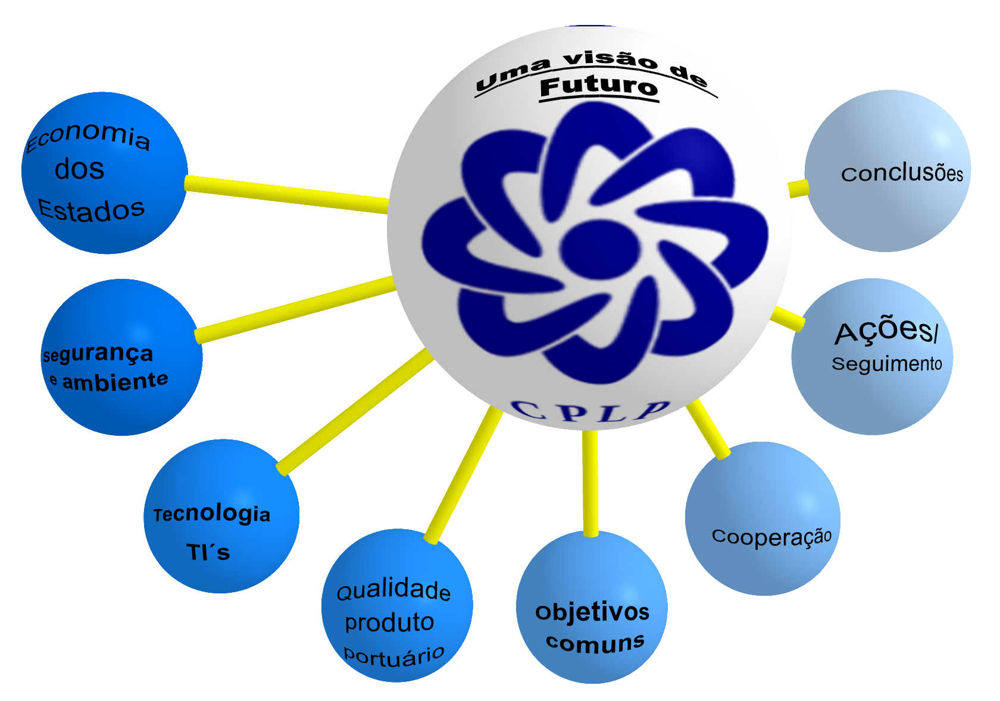 Uma visão de
Futuro
C P L P
Economia
dos
Estados
segurança
e ambiente
Tecnologia
TI´s
Qualidade
produto
portuário
Objetivos
comuns
Cooperação
Ações/
Seguimento
Conclusões